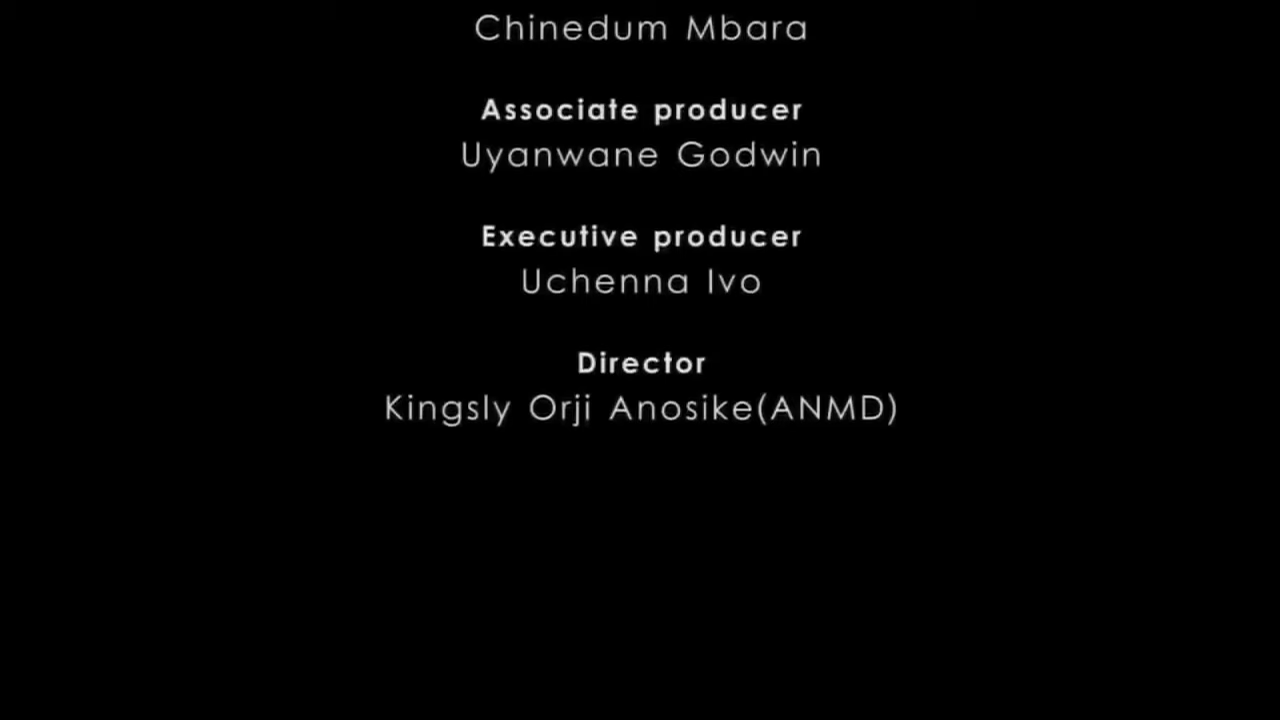 Chinedum Mbara
Associate producer
Uyanwane Godwin
Executive producer
Uchenna Ivo
Director
Kingsly Orji Anosike(ANMD)